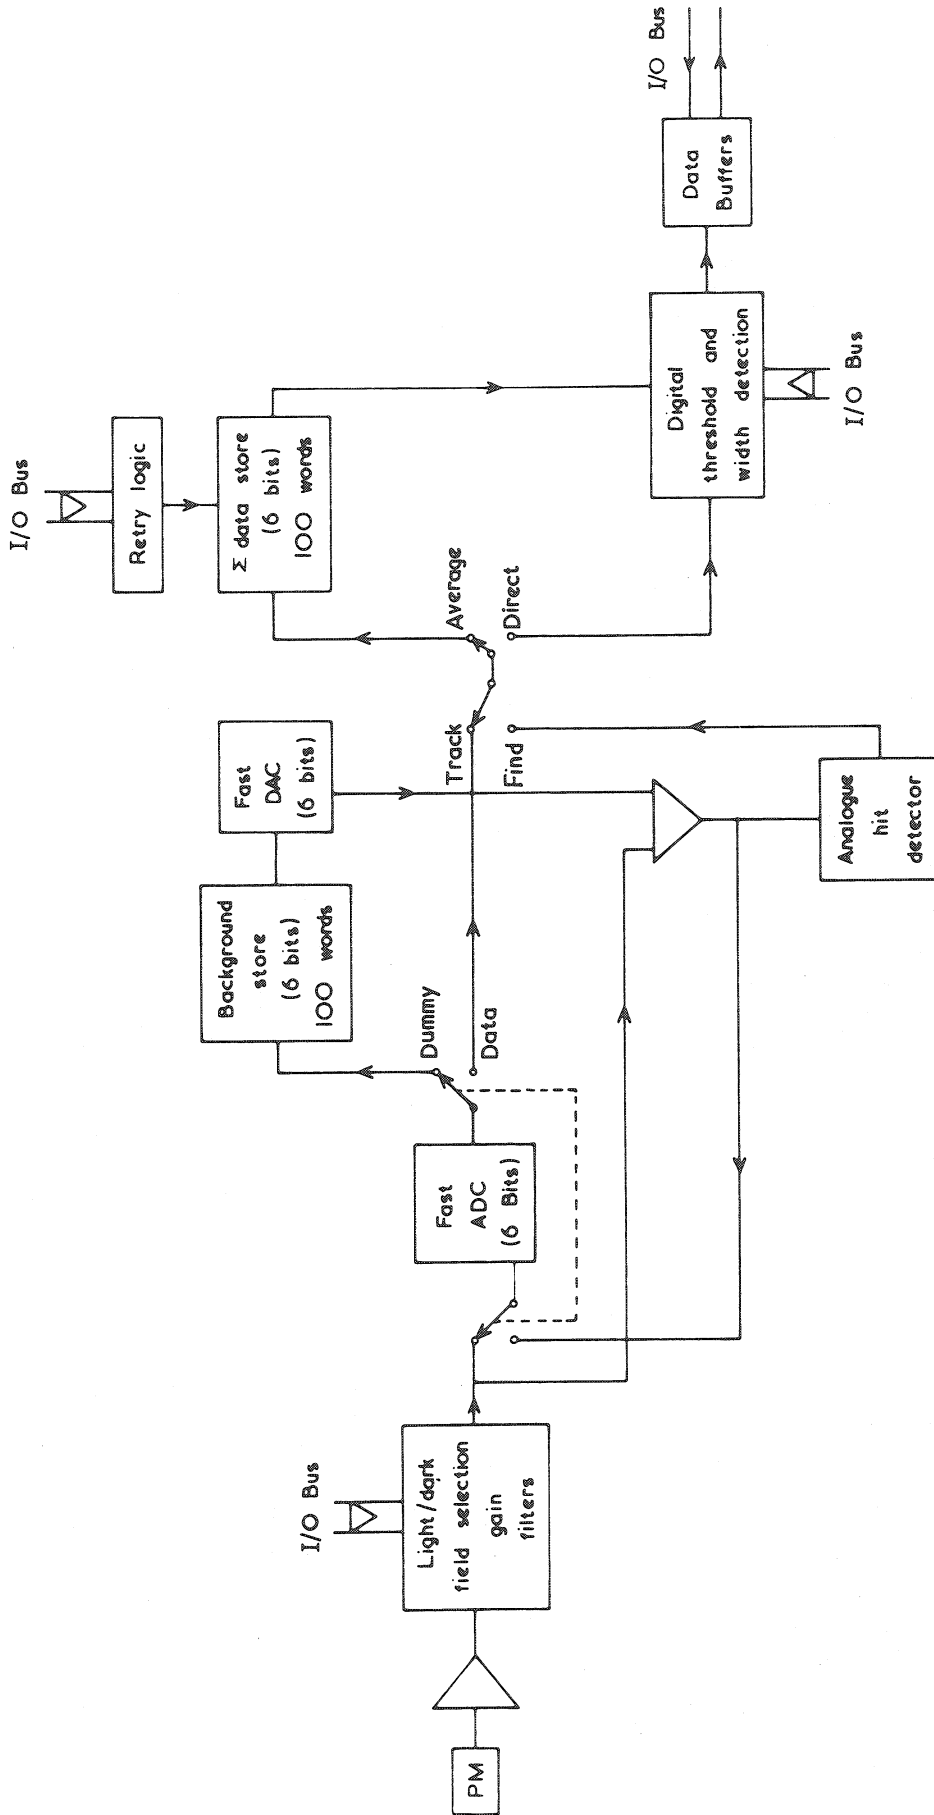 PM
I/O Bus
Light/dark
field selection
gain
filters
Fast
ADC
(6 Bits)
Dummy
Data
Background
store
(6 bits)
100 words
Fast
DAC
(6 bits)
Track
Find
Average
Direct
Analogue
hit
detector
I/O Bus
Retry logic
Σ data store
(6 bits)
100 words
Digital
threshold and
width detection
I/O Bus
Data
Buffers
I/O Bus